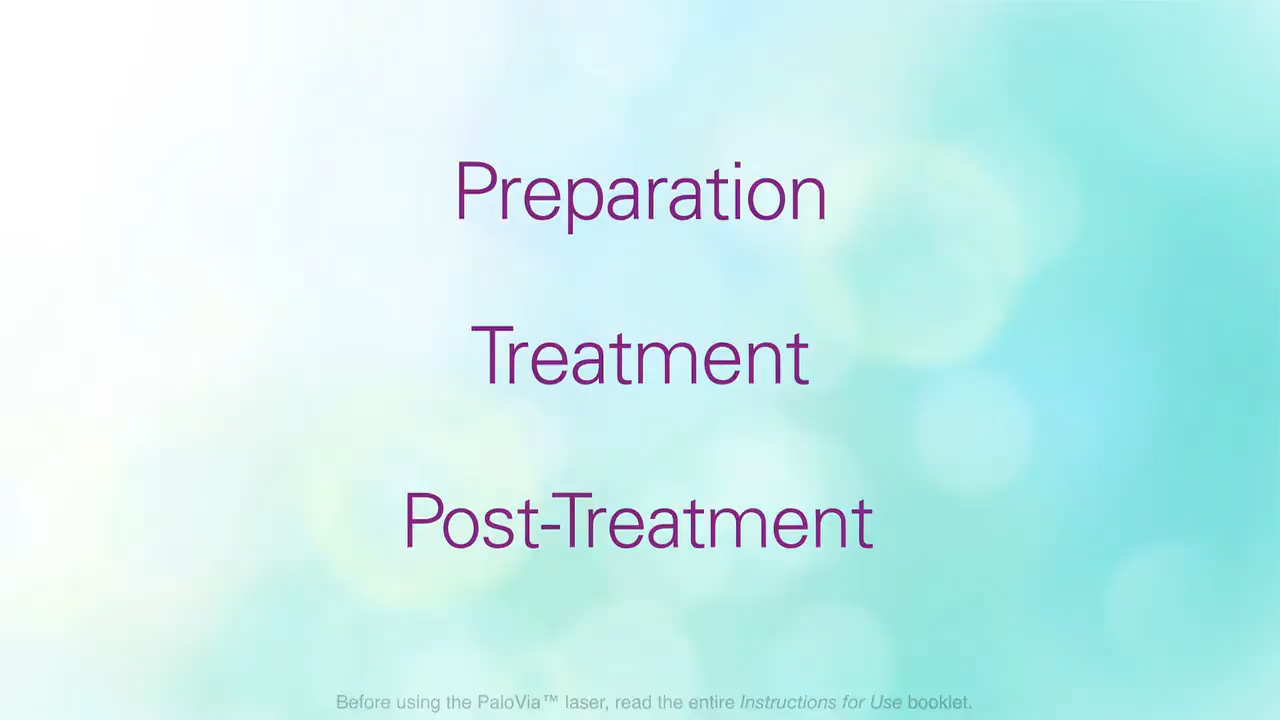 Preparation
Treatment
Post-Treatment
Before using the PaloVia™ laser, read the entire Instructions for Use booklet.